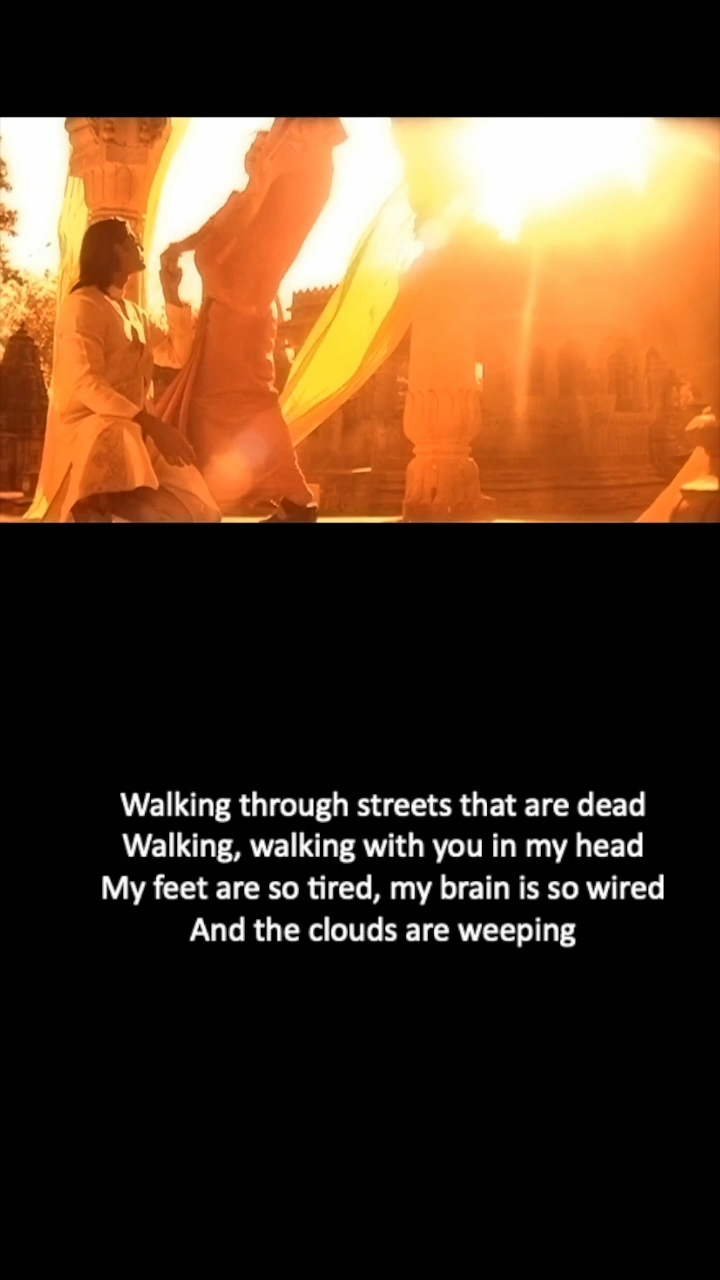 Walking through streets that are dead
Walking, walking with you in my head
My feet are so tired, my brain is so wired
And the clouds are weeping